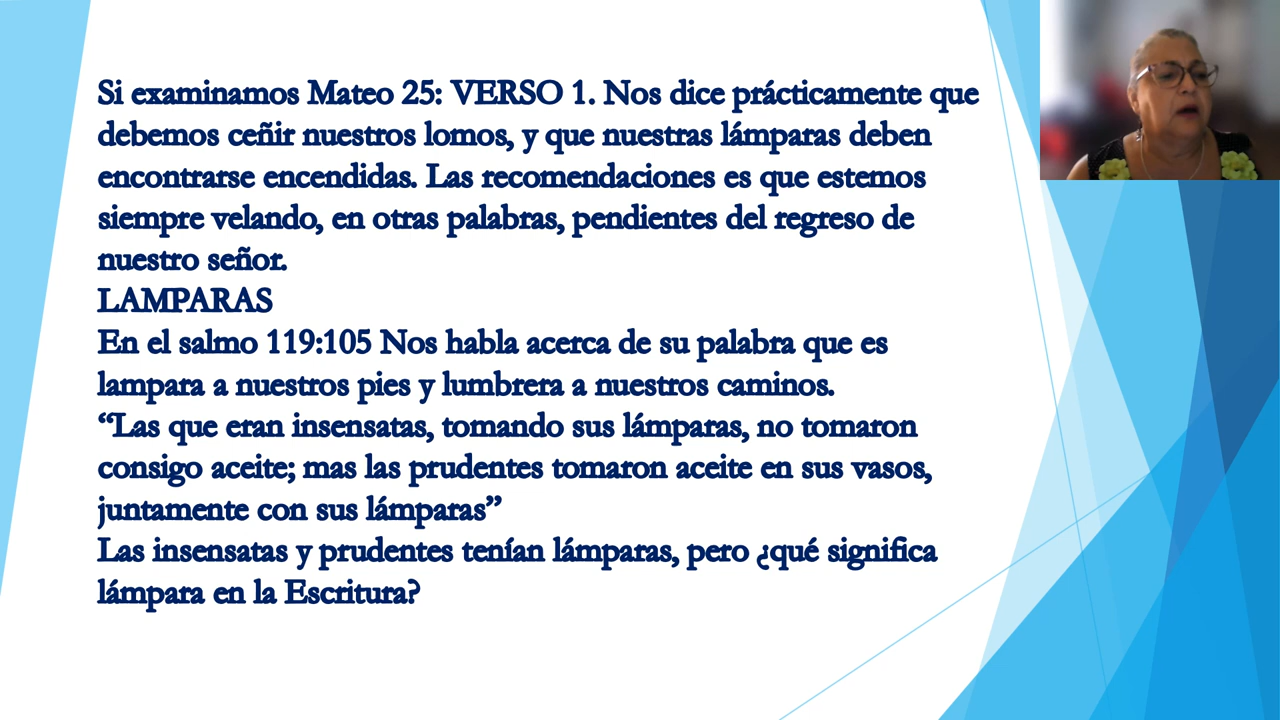 Si examinamos Mateo 25: VERSO 1. Nos dice prácticamente que
debemos ceñir nuestros lomos, y que nuestras lámparas deben
encontrarse encendidas. Las recomendaciones es que estemos
siempre velando, en otras palabras, pendientes del regreso de
nuestro señor.
LAMPARAS
En el salmo 119:105 Nos habla acerca de su palabra que es
lampara a nuestros pies y lumbrera a nuestros caminos.
“Las que eran insensatas, tomando sus lámparas, no tomaron
consigo aceite; mas las prudentes tomaron aceite en sus vasos,
juntamente con sus lámparas”
Las insensatas y prudentes tenían lámparas, pero ¿qué significa
lámpara en la Escritura?